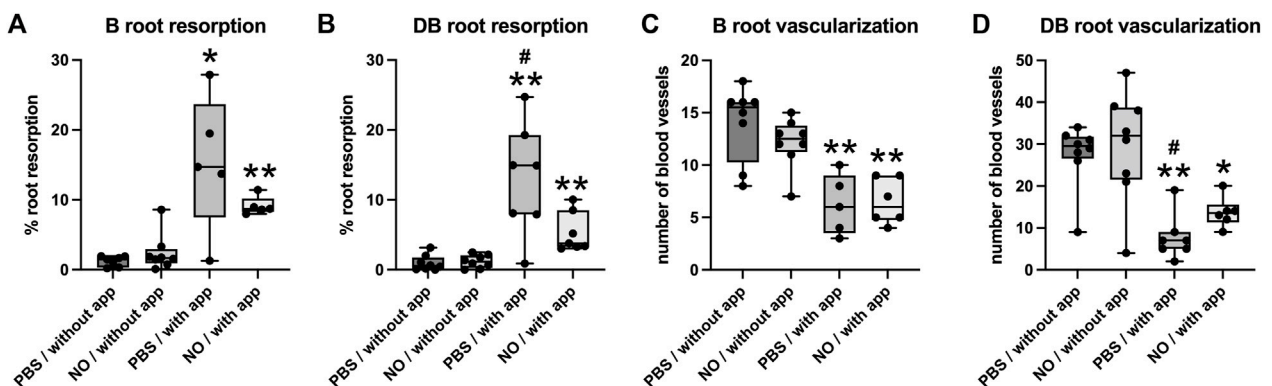 A B root resorption
% root resorption
30
20
10
0
*
**
PBS / without app
NO / without app
PBS / with app
NO / with app
B DB root resorption
% root resorption
30
20
10
0
#
**
**
PBS / without app
NO / without app
PBS / with app
NO / with app
C B root vascularization
number of blood vessels
20
15
10
5
0
**
**
PBS / without app
NO / without app
PBS / with app
NO / with app
D DB root vascularization
number of blood vessels
50
40
30
20
10
0
#
**
*
PBS / without app
NO / without app
PBS / with app
NO / with app